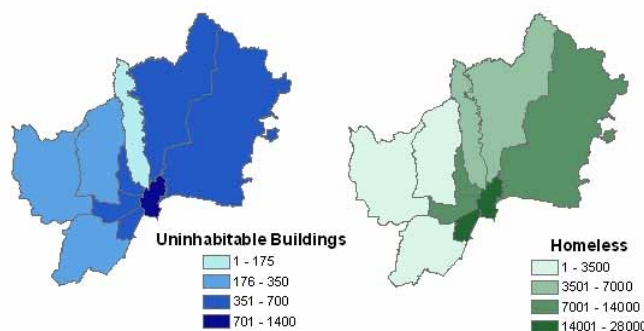 Uninhabitable Buildings
1 - 175
176 - 350
351 - 700
701 - 1400
Homeless
1 - 3500
3501 - 7000
7001 - 14000
14001 - 28000